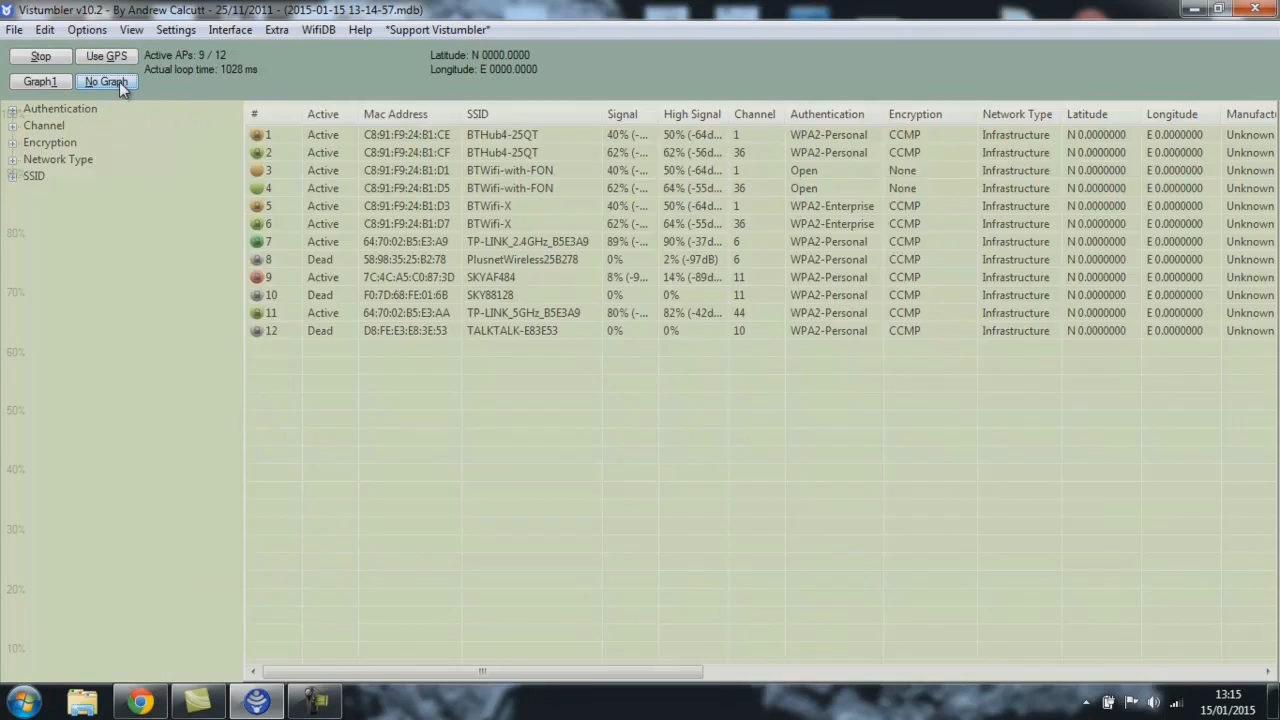 Vistumbler v10.2 - By Andrew Calcutt - 25/11/2011 - (2015-01-15 13-14-57.mdb)
File Edit Options View Settings Interface Extra WifiDB Help *Support Vistumbler*
Stop Use GPS Active APs: 9 / 12 Latitude: N 0000.0000
Actual loop time: 1028 ms Longitude: E 0000.0000
Graph1 No Graph
Authentication
Channel
Encryption
Network Type
SSID
80%
70%
60%
50%
40%
30%
20%
10%
# Active Mac Address SSID Signal High Signal Channel Authentication Encryption Network Type Latitude Longitude Manufactu
1 Active C8:91:F9:24:B1:CE BTHub4-25QT 40% (-... 50% (-64d... 1 WPA2-Personal CCMP Infrastructure N 0.0000000 E 0.0000000 Unknown
2 Active C8:91:F9:24:B1:CF BTHub4-25QT 62% (-... 62% (-56d... 36 WPA2-Personal CCMP Infrastructure N 0.0000000 E 0.0000000 Unknown
3 Active C8:91:F9:24:B1:D1 BTWifi-with-FON 40% (-... 50% (-64d... 1 Open None Infrastructure N 0.0000000 E 0.0000000 Unknown
4 Active C8:91:F9:24:B1:D5 BTWifi-with-FON 62% (-... 64% (-55d... 36 Open None Infrastructure N 0.0000000 E 0.0000000 Unknown
5 Active C8:91:F9:24:B1:D3 BTWifi-X 40% (-... 50% (-64d... 1 WPA2-Enterprise CCMP Infrastructure N 0.0000000 E 0.0000000 Unknown
6 Active C8:91:F9:24:B1:D7 BTWifi-X 62% (-... 64% (-55d... 36 WPA2-Enterprise CCMP Infrastructure N 0.0000000 E 0.0000000 Unknown
7 Active 64:70:02:B5:E3:A9 TP-LINK_2.4GHz_B5E3A9 89% (-... 90% (-37d... 6 WPA2-Personal CCMP Infrastructure N 0.0000000 E 0.0000000 Unknown
8 Dead 58:98:35:25:B2:78 PlusnetWireless25B278 0% 2% (-97dB) 6 WPA2-Personal CCMP Infrastructure N 0.0000000 E 0.0000000 Unknown
9 Active 7C:4C:A5:C0:87:3D SKYAF484 8% (-9... 14% (-89d... 11 WPA2-Personal CCMP Infrastructure N 0.0000000 E 0.0000000 Unknown
10 Dead F0:7D:68:FE:01:6B SKY88128 0% 0% 11 WPA2-Personal CCMP Infrastructure N 0.0000000 E 0.0000000 Unknown
11 Active 64:70:02:B5:E3:AA TP-LINK_5GHz_B5E3A9 80% (-... 82% (-42d... 44 WPA2-Personal CCMP Infrastructure N 0.0000000 E 0.0000000 Unknown
12 Dead D8:FE:E3:E8:3E:53 TALKTALK-E83E53 0% 0% 10 WPA2-Personal CCMP Infrastructure N 0.0000000 E 0.0000000 Unknown
13:15
15/01/2015